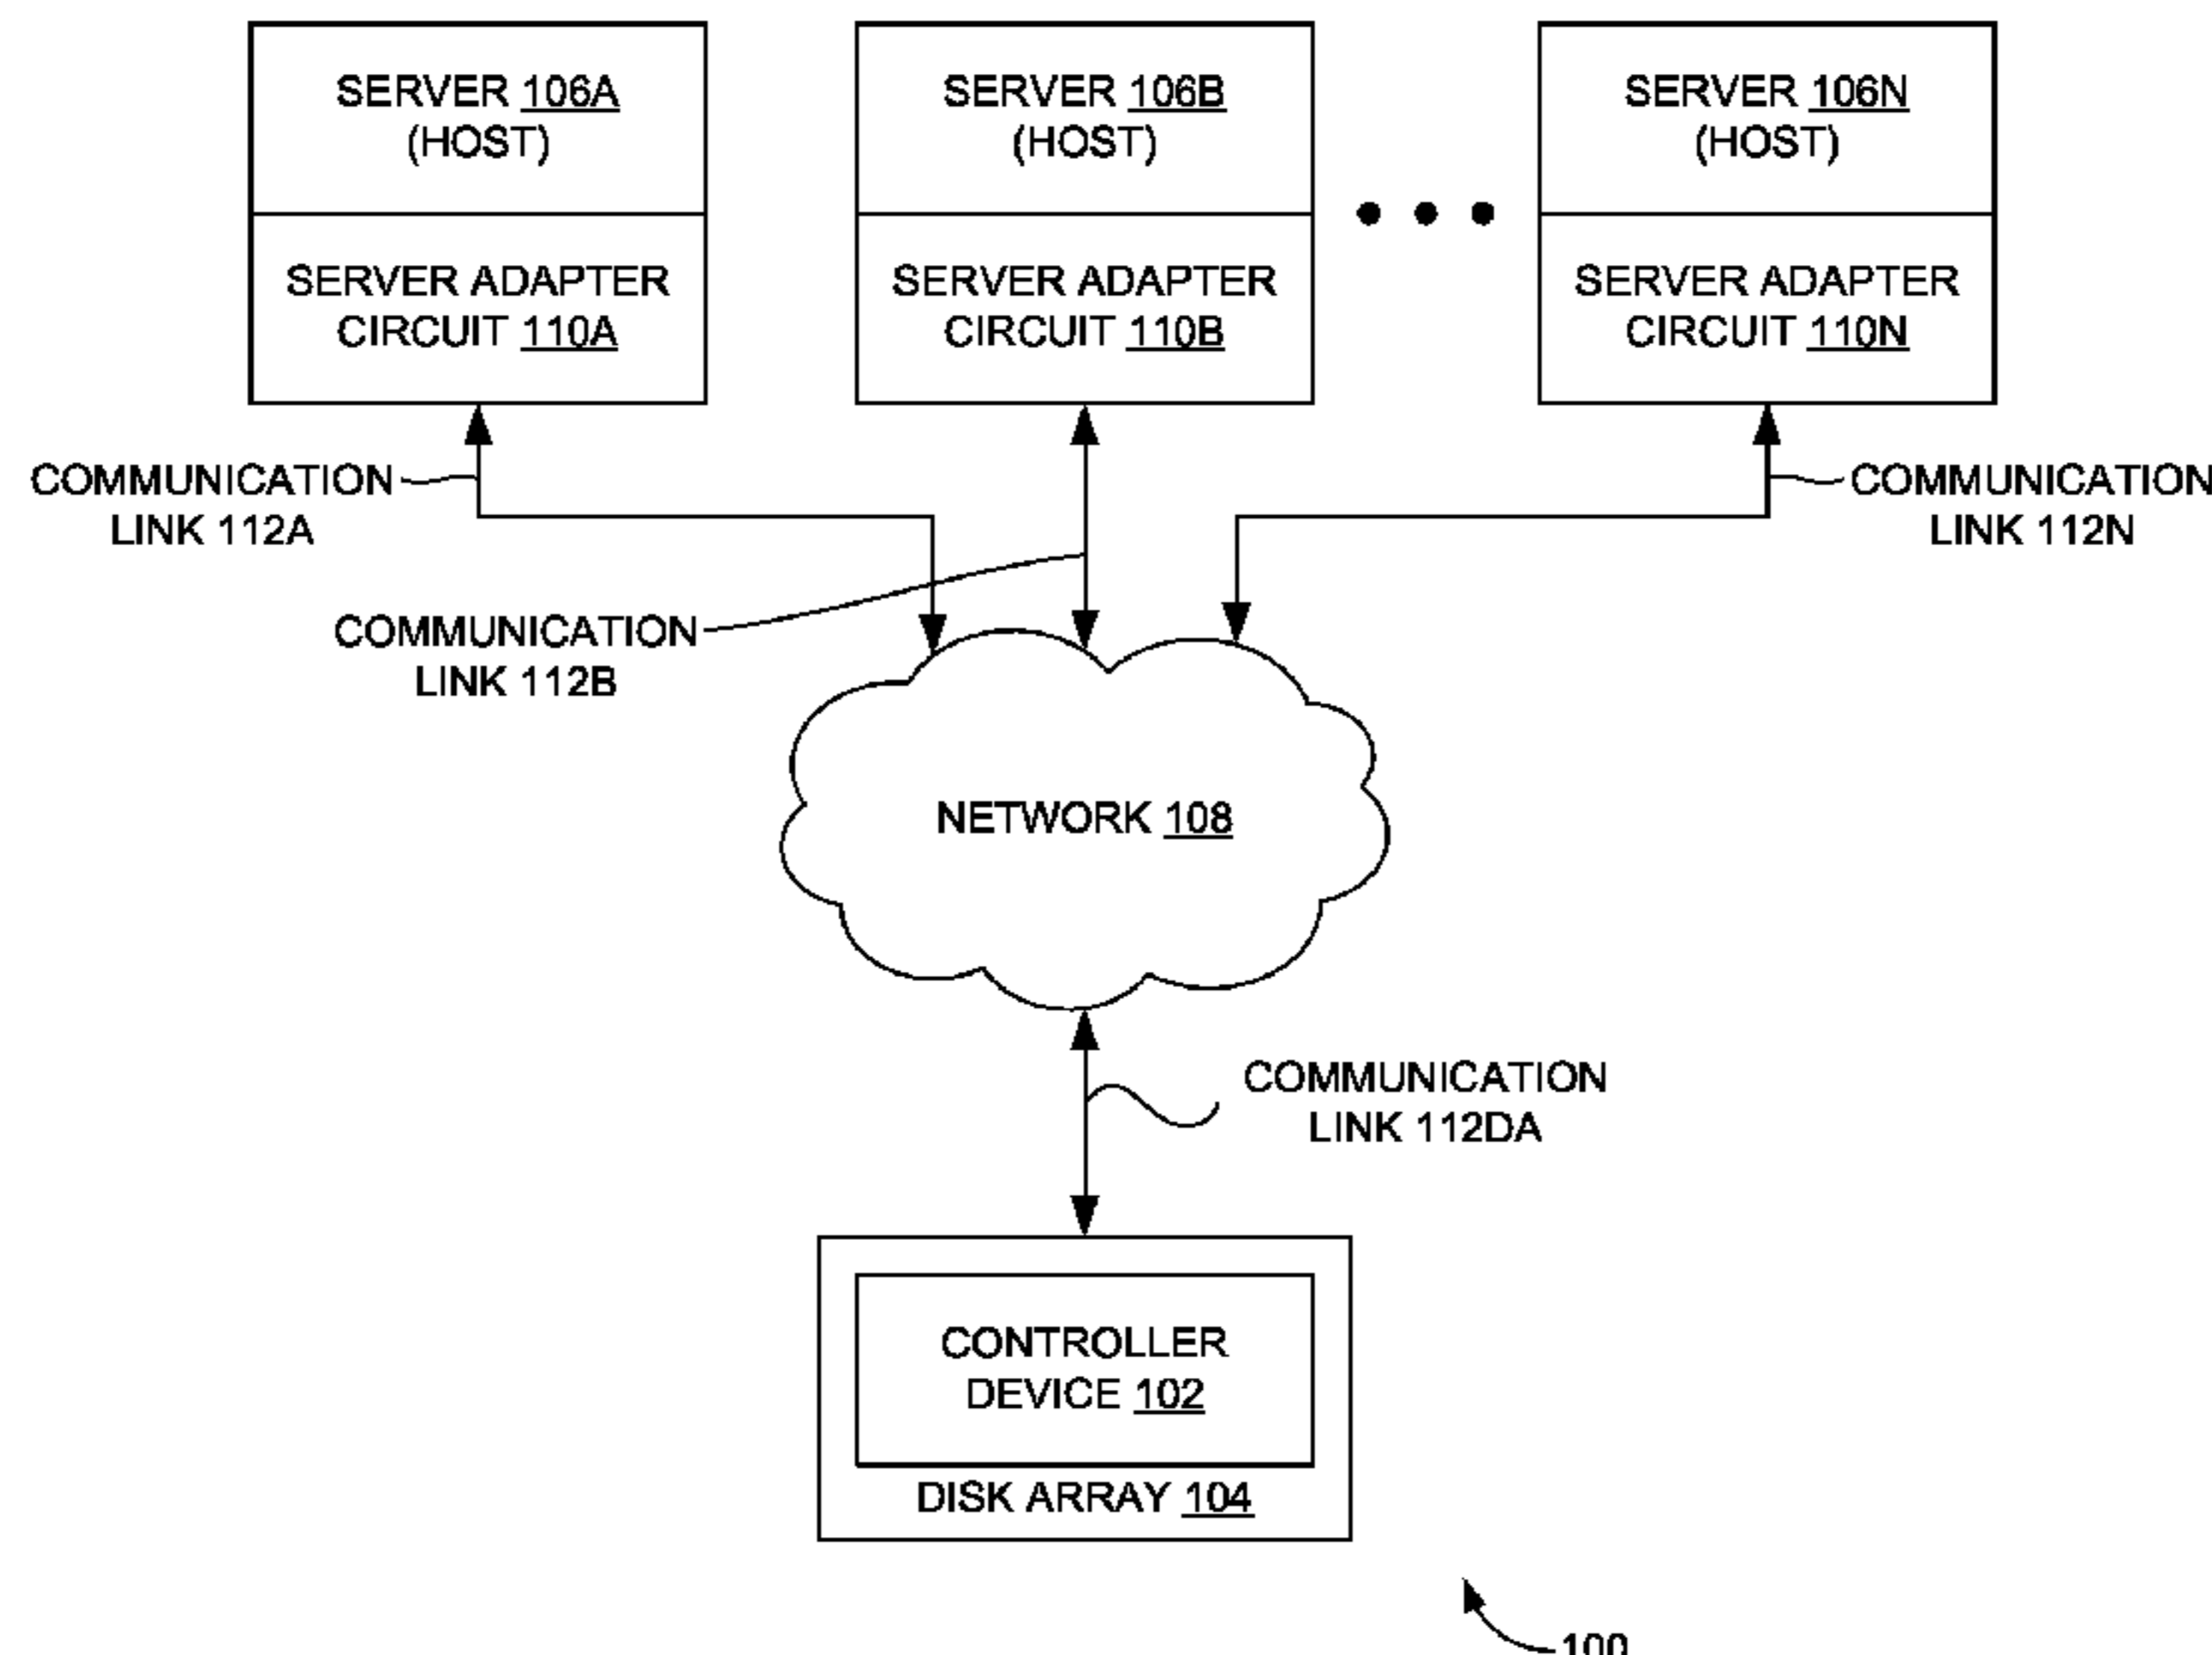 SERVER 106A
(HOST)
SERVER ADAPTER
CIRCUIT 110A
SERVER 106B
(HOST)
SERVER ADAPTER
CIRCUIT 110B
SERVER 106N
(HOST)
SERVER ADAPTER
CIRCUIT 110N
COMMUNICATION
LINK 112A
COMMUNICATION
LINK 112N
COMMUNICATION
LINK 112B
NETWORK 108
COMMUNICATION
LINK 112DA
CONTROLLER
DEVICE 102
DISK ARRAY 104
100